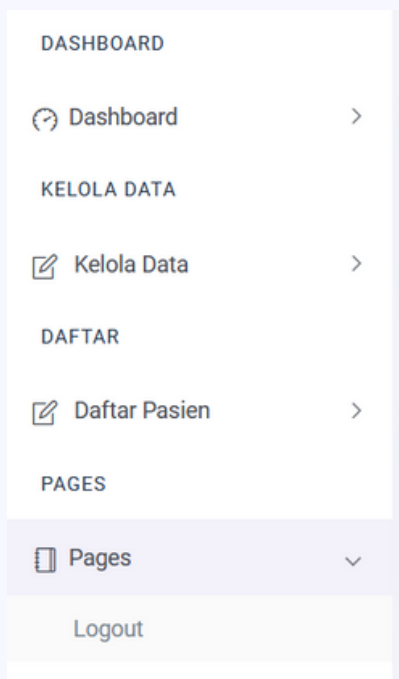 DASHBOARD
Dashboard
KELOLA DATA
Kelola Data
DAFTAR
Daftar Pasien
PAGES
Pages
Logout